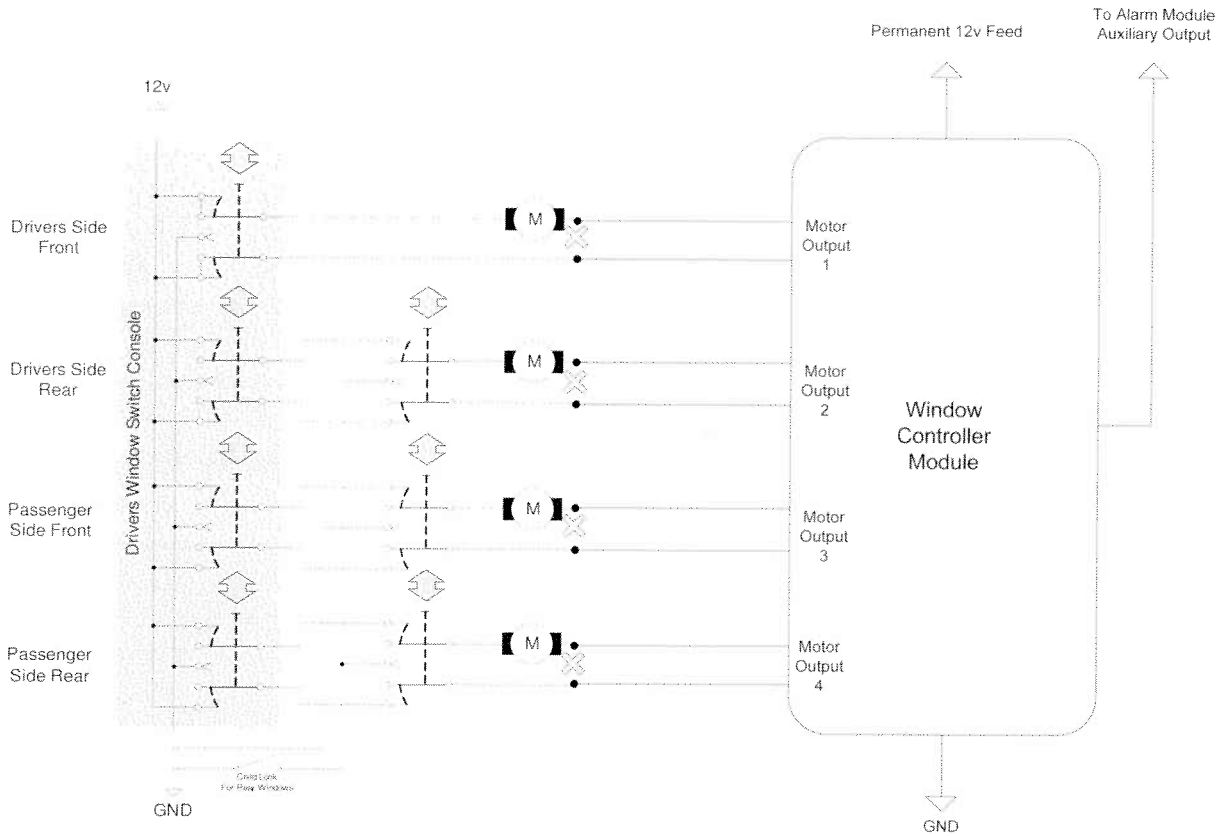 To Alarm Module
Auxiliary Output
Permanent 12v Feed
12v
Drivers Window Switch Console
Drivers Side
Front
M
Motor
Output
1
Drivers Side
Rear
M
Motor
Output
2
Window
Controller
Module
Passenger
Side Front
M
Motor
Output
3
Passenger
Side Rear
M
Motor
Output
4
Child Lock
For Rear Windows
GND
GND